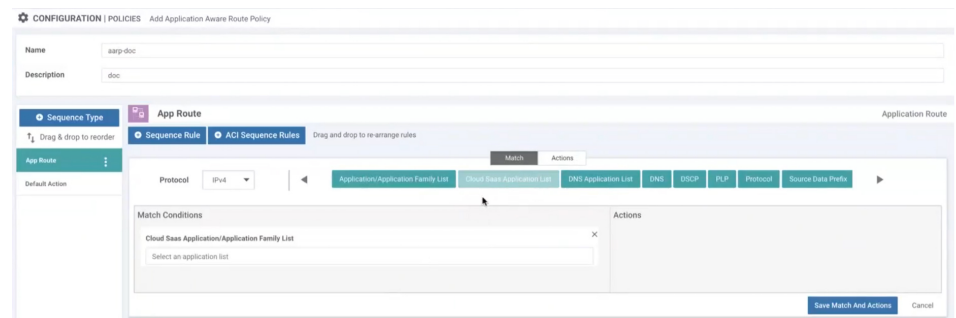 CONFIGURATION | POLICIES Add Application Aware Route Policy
Name aarp-doc
Description doc
Sequence Type
Drag & drop to reorder
App Route
Default Action
App Route Application Route
Sequence Rule ACI Sequence Rules Drag and drop to re-arrange rules
Match Actions
Protocol IPv4 Application/Application Family List Cloud Saas Application List DNS Application List DNS DSCP PLP Protocol Source Data Prefix
Match Conditions Actions
Cloud Saas Application/Application Family List
Select an application list
Save Match And Actions Cancel